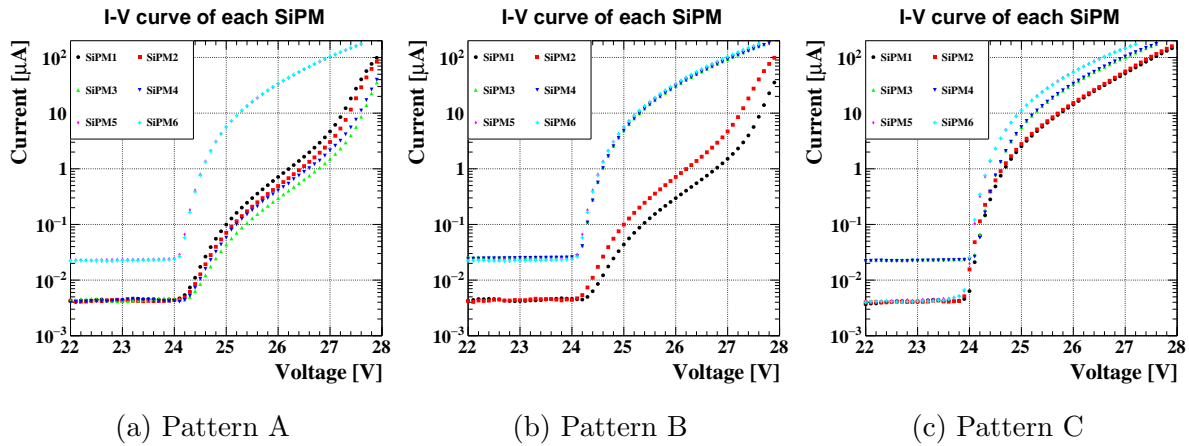 I-V curve of each SiPM
Current [μA]
10²
10
1
10⁻¹
10⁻²
10⁻³
SiPM1 SiPM2
SiPM3 SiPM4
SiPM5 SiPM6
22 23 24 25 26 27 28
Voltage [V]
(a) Pattern A
I-V curve of each SiPM
Current [μA]
10²
10
1
10⁻¹
10⁻²
10⁻³
SiPM1 SiPM2
SiPM3 SiPM4
SiPM5 SiPM6
22 23 24 25 26 27 28
Voltage [V]
(b) Pattern B
I-V curve of each SiPM
Current [μA]
10²
10
1
10⁻¹
10⁻²
10⁻³
SiPM1 SiPM2
SiPM3 SiPM4
SiPM5 SiPM6
22 23 24 25 26 27 28
Voltage [V]
(c) Pattern C